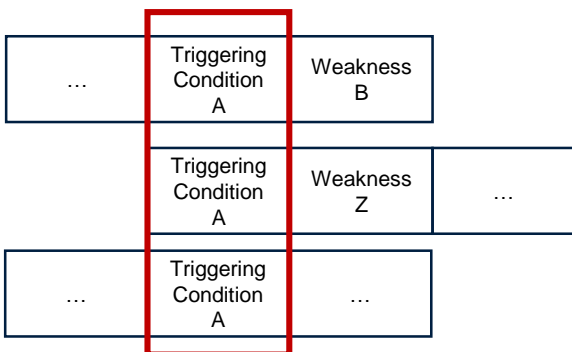 …
Triggering
Condition
A
Weakness
B
Triggering
Condition
A
Weakness
Z
…
…
Triggering
Condition
A
…